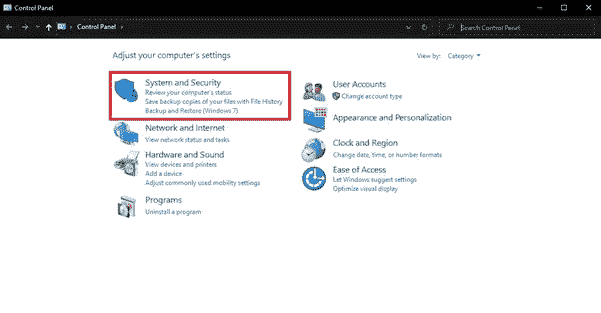 Control Panel
Control Panel
Search Control Panel
Adjust your computer's settings
View by: Category
System and Security
Review your computer's status
Save backup copies of your files with File History
Backup and Restore (Windows 7)
Network and Internet
View network status and tasks
Hardware and Sound
View devices and printers
Add a device
Adjust commonly used mobility settings
Programs
Uninstall a program
User Accounts
Change account type
Appearance and Personalization
Clock and Region
Change date, time, or number formats
Ease of Access
Let Windows suggest settings
Optimize visual display